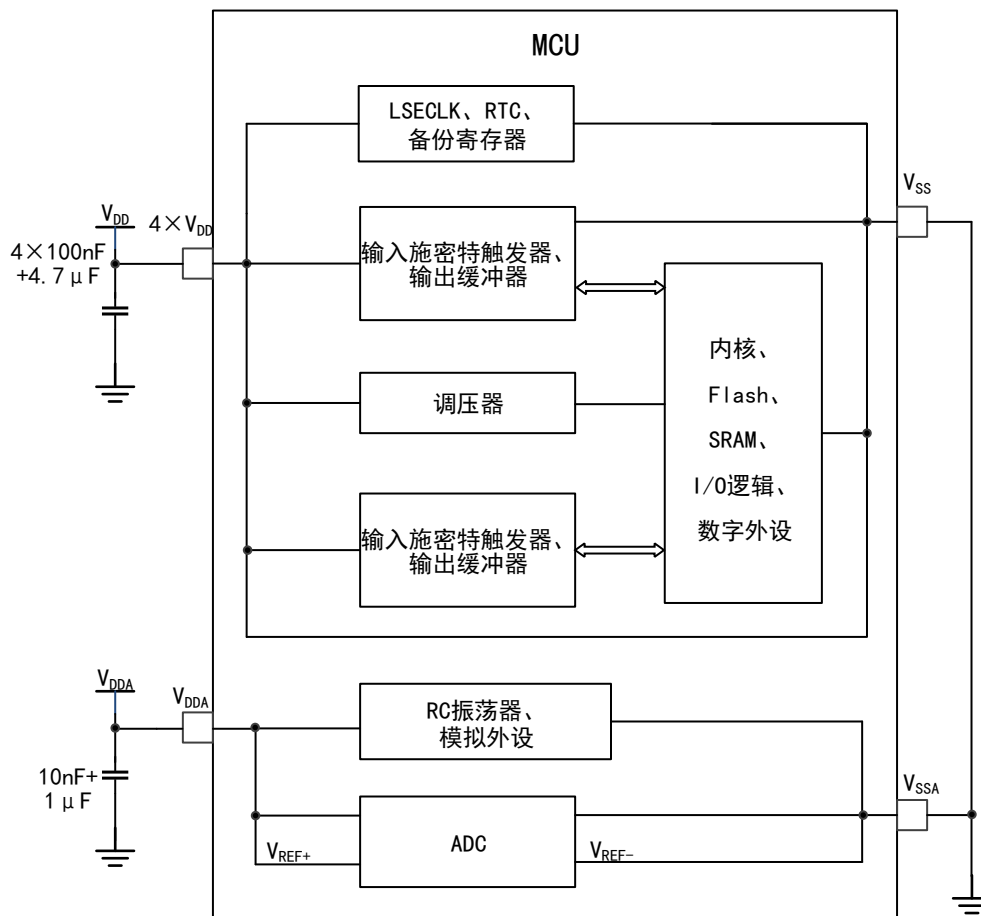 MCU
LSECLK、RTC、
备份寄存器
V_SS
V_DD
4×V_DD
4×100nF
+4.7μF
输入施密特触发器、
输出缓冲器
内核、
Flash、
SRAM、
I/O逻辑、
数字外设
调压器
输入施密特触发器、
输出缓冲器
V_DDA
V_DDA
RC振荡器、
模拟外设
10nF+
1μF
V_SSA
ADC
V_REF+
V_REF-